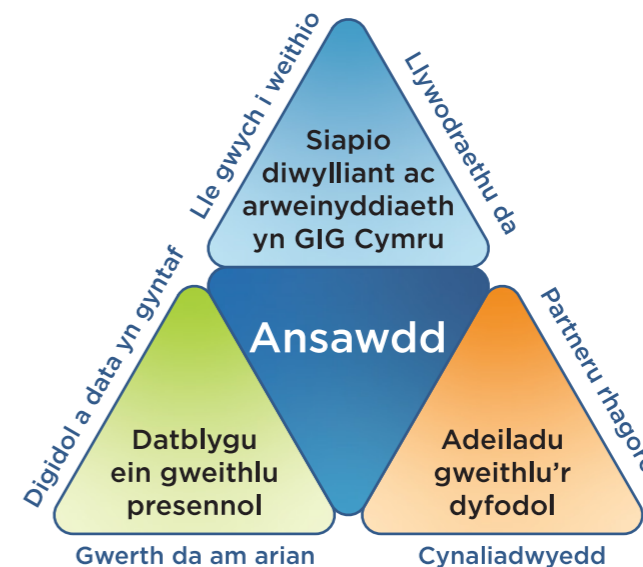 Lle gwych i weithio
Llywodraethu da
Siapio
diwylliant ac
arweinyddiaeth
yn GIG Cymru
Digidol a data yn gyntaf
Ansawdd
Partneru
Datblygu
ein gweithlu
presennol
Adeiladu
gweithlu'r
dyfodol
Gwerth da am arian
Cynaliadwyedd